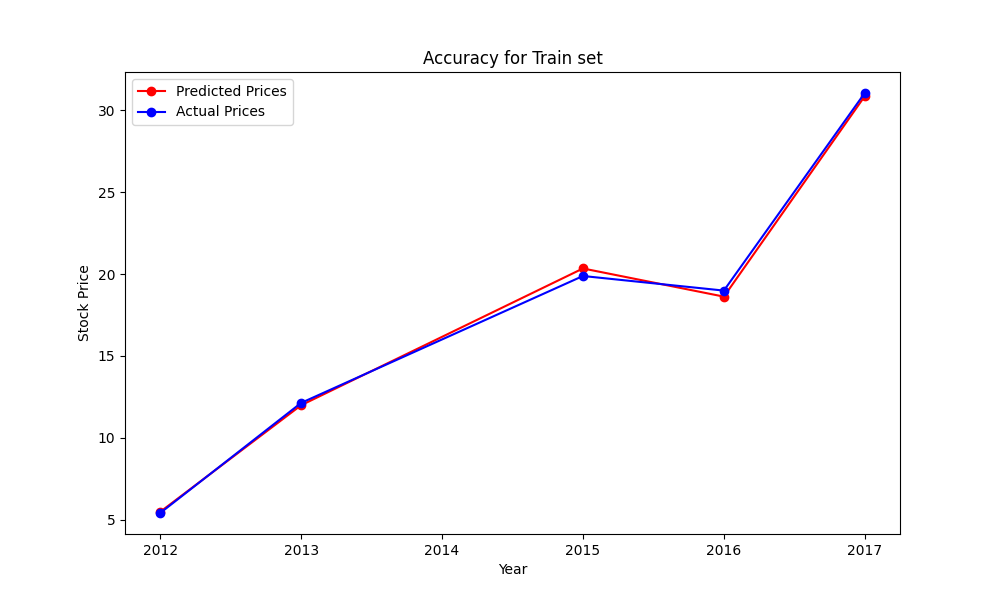 Accuracy for Train set
Predicted Prices
Actual Prices
30
25
20
15
10
5
Stock Price
2012 2013 2014 2015 2016 2017
Year